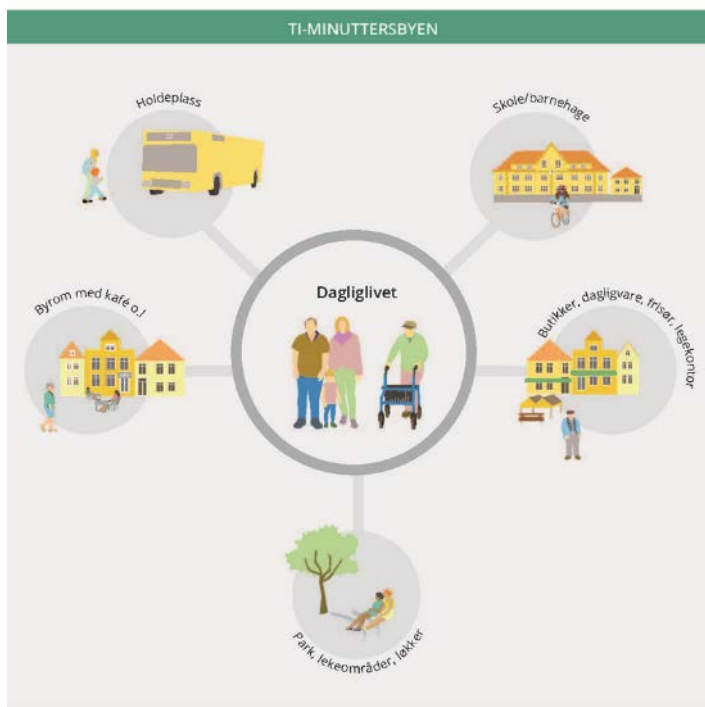 TI-MINUTTERSBYEN
Holdeplass
Skole/barnehage
Dagliglivet
Byrom med kafé o.l
Butikker, dagligvare, frisør, legekontor
Park, lekeområder, løkker